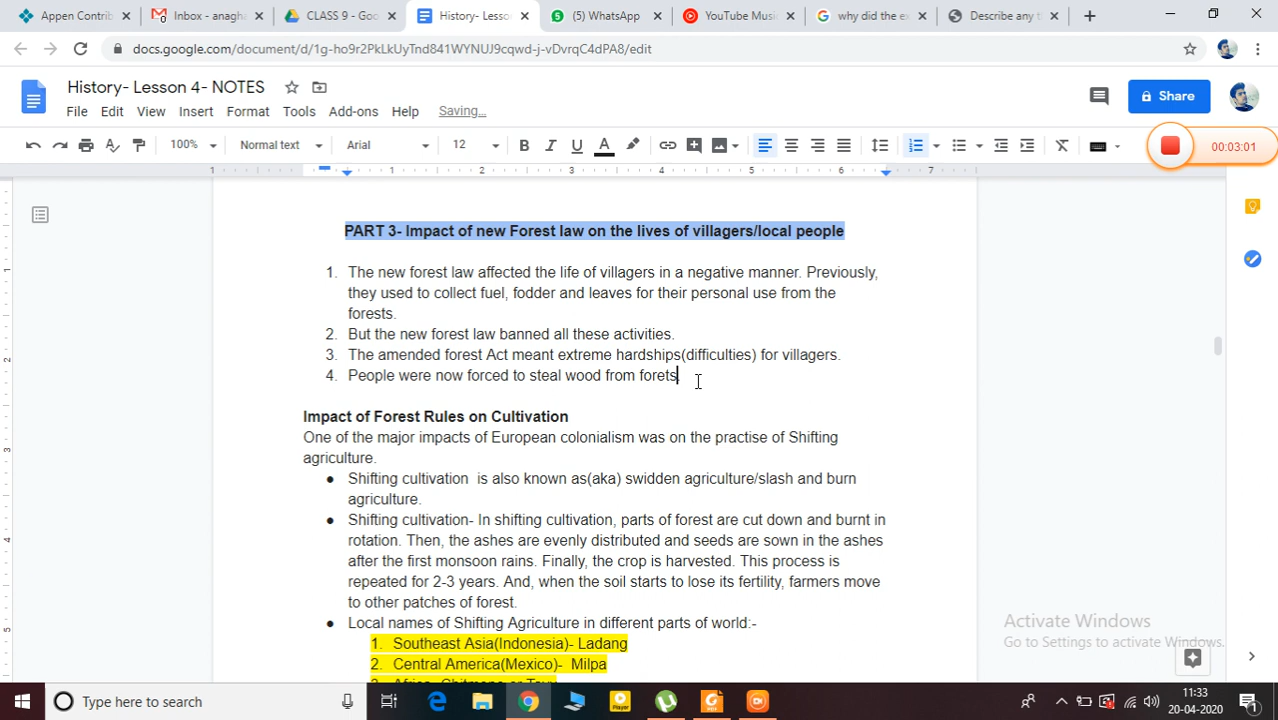 Appen Contrib
Inbox - anagha
CLASS 9 - Goo
History- Lesso
(5) WhatsApp
YouTube Music
why did the ex
Describe any t
docs.google.com/document/d/1g-ho9r2PkLkUyTnd841WYNUJ9cqwd-j-vDvrqC4dPA8/edit
History- Lesson 4- NOTES
File Edit View Insert Format Tools Add-ons Help Saving...
Share
100% Normal text Arial 12
00:03:01
1 1 2 3 4 5 6 7
PART 3- Impact of new Forest law on the lives of villagers/local people
1. The new forest law affected the life of villagers in a negative manner. Previously,
they used to collect fuel, fodder and leaves for their personal use from the
forests.
2. But the new forest law banned all these activities.
3. The amended forest Act meant extreme hardships(difficulties) for villagers.
4. People were now forced to steal wood from forets
Impact of Forest Rules on Cultivation
One of the major impacts of European colonialism was on the practise of Shifting
agriculture.
● Shifting cultivation is also known as(aka) swidden agriculture/slash and burn
agriculture.
● Shifting cultivation- In shifting cultivation, parts of forest are cut down and burnt in
rotation. Then, the ashes are evenly distributed and seeds are sown in the ashes
after the first monsoon rains. Finally, the crop is harvested. This process is
repeated for 2-3 years. And, when the soil starts to lose its fertility, farmers move
to other patches of forest.
● Local names of Shifting Agriculture in different parts of world:-
1. Southeast Asia(Indonesia)- Ladang
2. Central America(Mexico)- Milpa
Activate Windows
Go to Settings to activate Windows.
Type here to search
11:33
20-04-2020